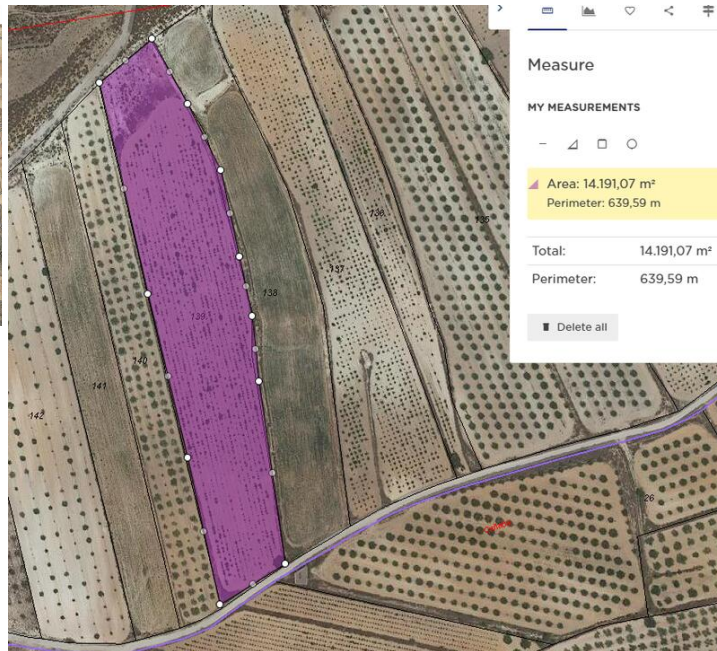 Measure
MY MEASUREMENTS
Area: 14.191,07 m²
Perimeter: 639,59 m
Total: 14.191,07 m²
Perimeter: 639,59 m
Delete all
135
136
137
138
139
140
141
142
26